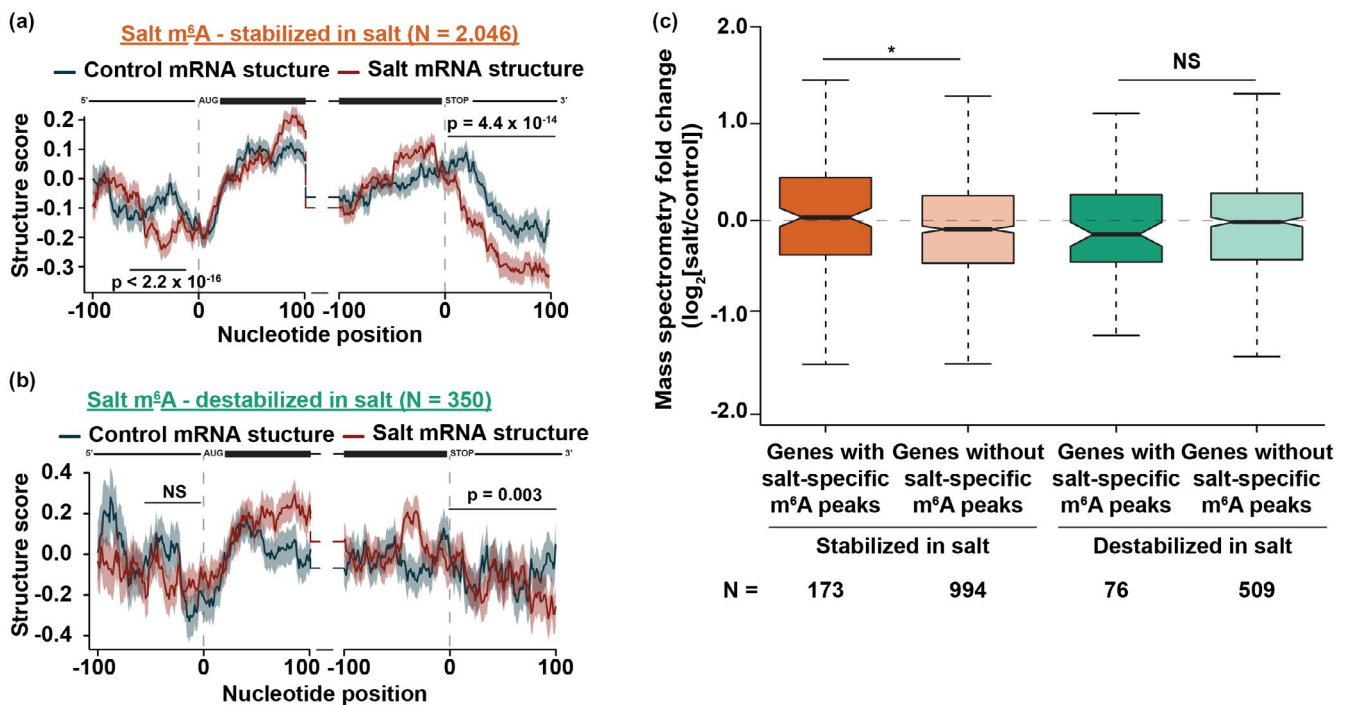 (a)
Salt m⁶A - stabilized in salt (N = 2,046)
Control mRNA stucture
Salt mRNA structure
5' AUG STOP 3'
Structure score
0.2
0.1
0.0
-0.1
-0.2
-0.3
p = 4.4 x 10⁻¹⁴
p < 2.2 x 10⁻¹⁶
-100 0 100 -100 0 100
Nucleotide position
(b)
Salt m⁶A - destabilized in salt (N = 350)
Control mRNA stucture
Salt mRNA structure
5' AUG STOP 3'
Structure score
0.4
0.2
0.0
-0.2
-0.4
NS
p = 0.003
-100 0 100 -100 0 100
Nucleotide position
(c)
Mass spectrometry fold change
(log₂[salt/control])
2.0
1.0
0.0
-1.0
-2.0
*
NS
Genes with
salt-specific
m⁶A peaks
Genes without
salt-specific
m⁶A peaks
Genes with
salt-specific
m⁶A peaks
Genes without
salt-specific
m⁶A peaks
Stabilized in salt
Destabilized in salt
N = 173 994 76 509